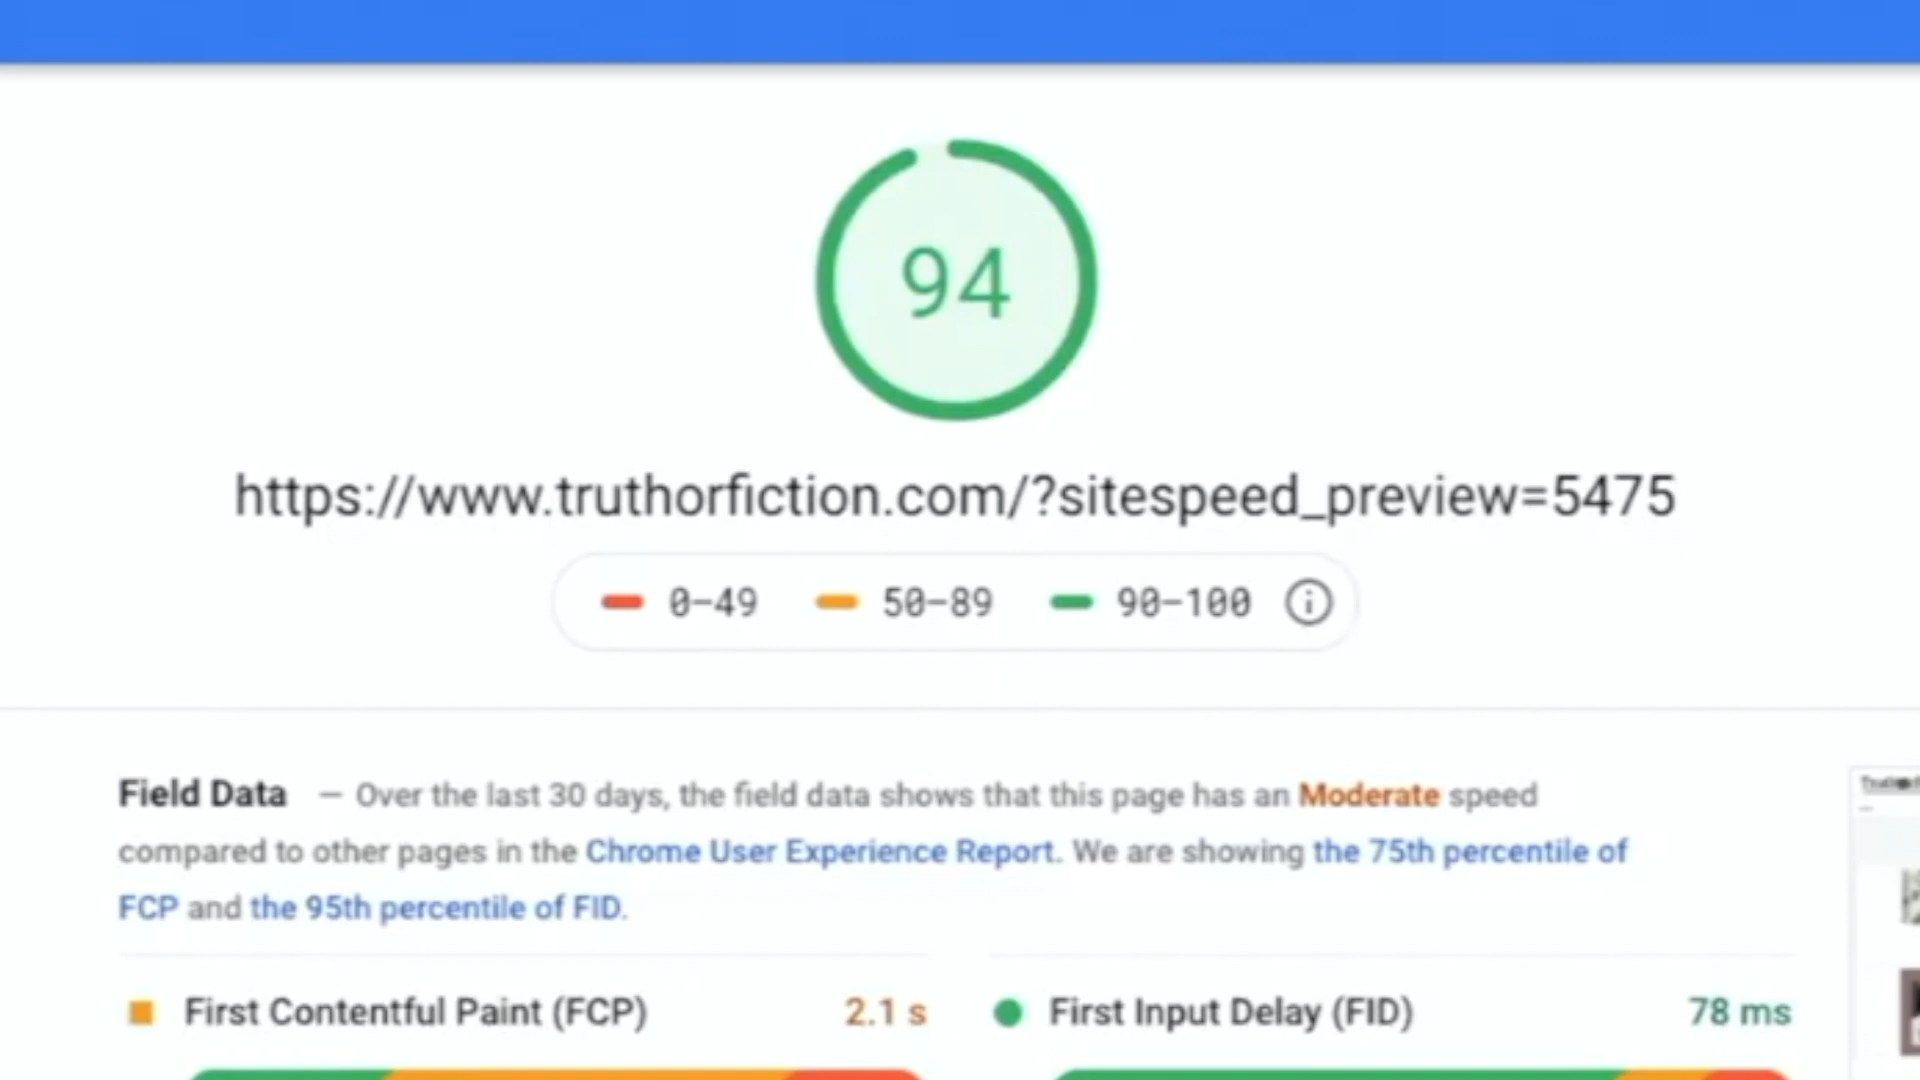 94
https://www.truthorfiction.com/?sitespeed_preview=5475
0–49 50–89 90–100
Field Data — Over the last 30 days, the field data shows that this page has an Moderate speed
compared to other pages in the Chrome User Experience Report. We are showing the 75th percentile of
FCP and the 95th percentile of FID.
First Contentful Paint (FCP) 2.1 s First Input Delay (FID) 78 ms